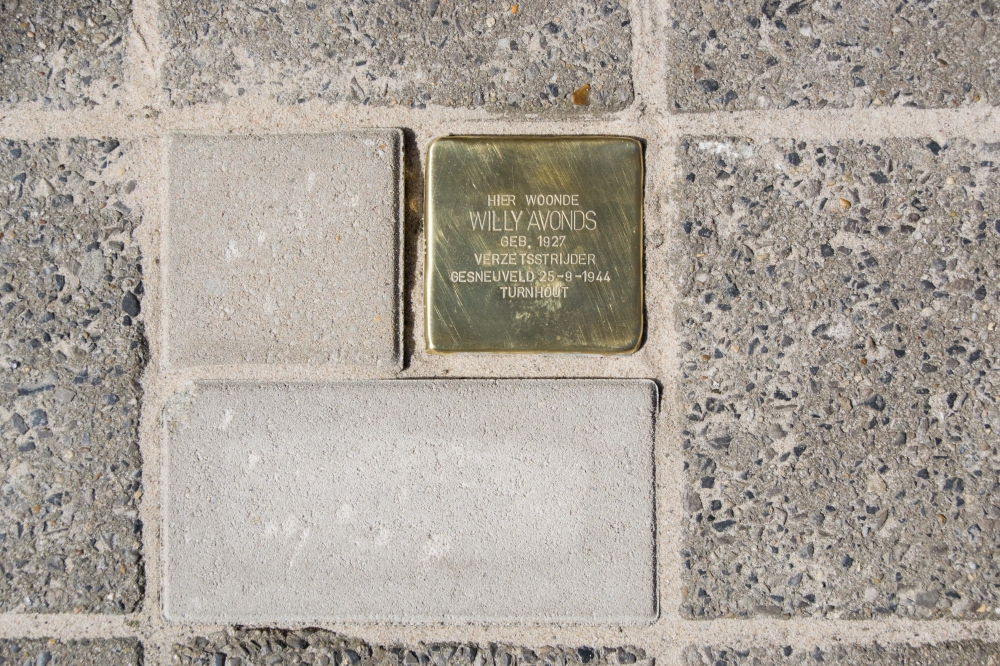 HIER WOONDE
WILLY AVONDS
GEB. 1927
VERZETSSTRIJDER
GESNEUVELD 25-9-1944
TURNHOUT